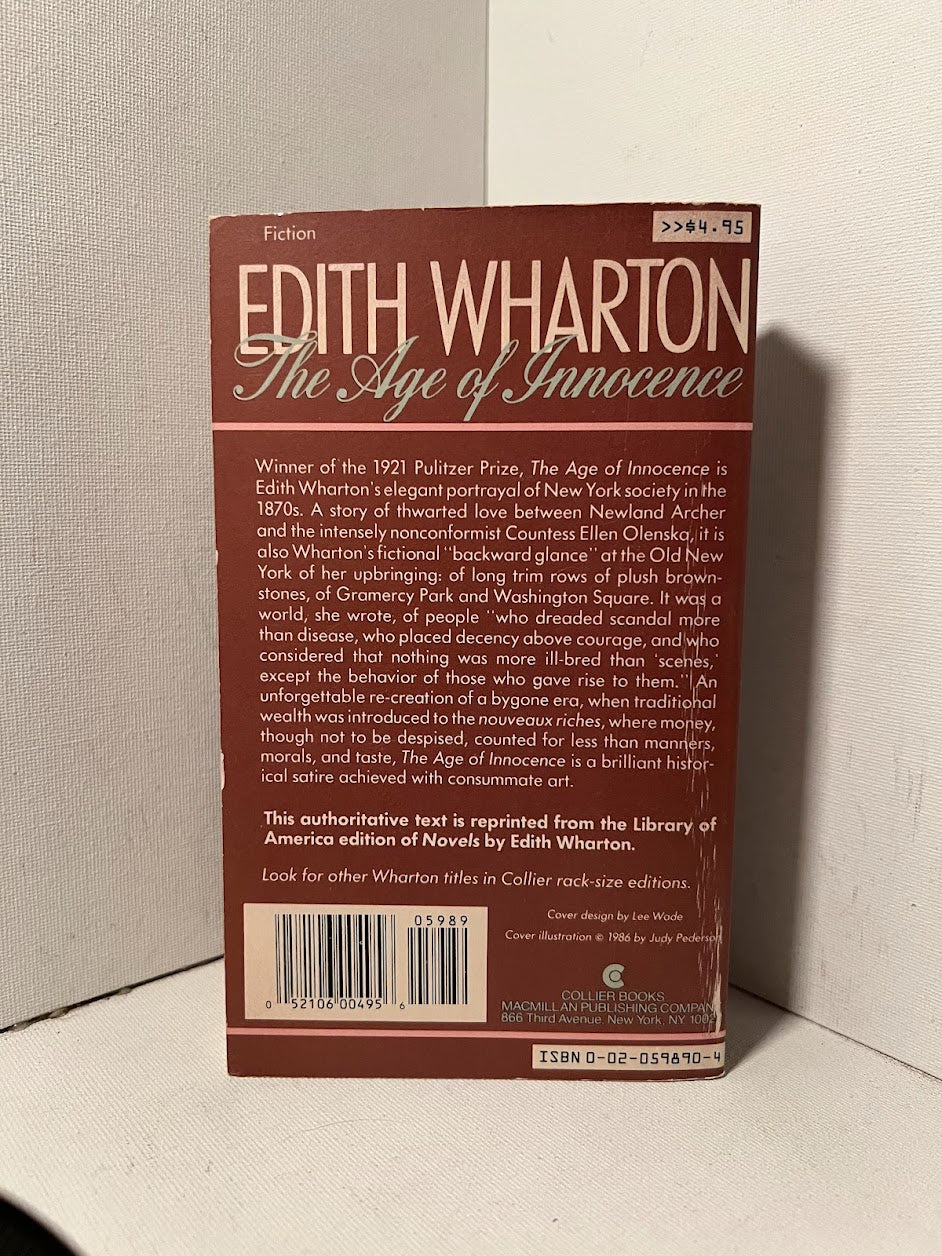 Fiction
>>$4.95
EDITH WHARTON
The Age of Innocence
Winner of the 1921 Pulitzer Prize, The Age of Innocence is
Edith Wharton's elegant portrayal of New York society in the
1870s. A story of thwarted love between Newland Archer
and the intensely nonconformist Countess Ellen Olenska, it is
also Wharton's fictional "backward glance" at the Old New
York of her upbringing: of long trim rows of plush brown-
stones, of Gramercy Park and Washington Square. It was a
world, she wrote, of people "who dreaded scandal more
than disease, who placed decency above courage, and who
considered that nothing was more ill-bred than 'scenes,'
except the behavior of those who gave rise to them." An
unforgettable re-creation of a bygone era, when traditional
wealth was introduced to the nouveaux riches, where money,
though not to be despised, counted for less than manners,
morals, and taste, The Age of Innocence is a brilliant histor-
ical satire achieved with consummate art.
This authoritative text is reprinted from the Library of
America edition of Novels by Edith Wharton.
Look for other Wharton titles in Collier rack-size editions.
Cover design by Lee Wade
Cover illustration © 1986 by Judy Pederson
05989
0 52106 00495 6
COLLIER BOOKS
MACMILLAN PUBLISHING COMPAN
866 Third Avenue, New York, NY 1002
ISBN 0-02-059890-4